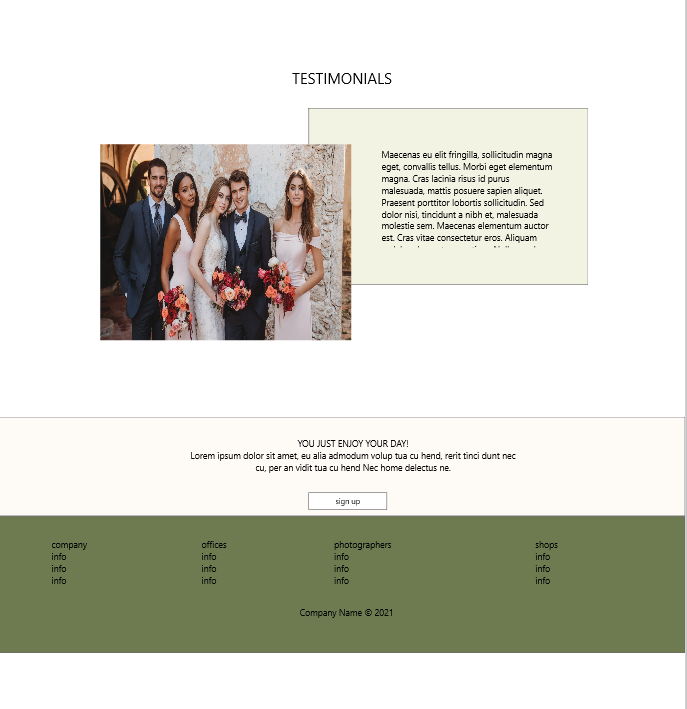 TESTIMONIALS
Maecenas eu elit fringilla, sollicitudin magna
eget, convallis tellus. Morbi eget elementum
magna. Cras lacinia risus id purus
malesuada, mattis posuere sapien aliquet.
Praesent porttitor lobortis sollicitudin. Sed
dolor nisi, tincidunt a nibh et, malesuada
molestie sem. Maecenas elementum auctor
est. Cras vitae consectetur eros. Aliquam
YOU JUST ENJOY YOUR DAY!
Lorem ipsum dolor sit amet, eu alia admodum volup tua cu hend, rerit tinci dunt nec
cu, per an vidit tua cu hend Nec home delectus ne.
sign up
company offices photographers shops
info info info info
info info info info
info info info info
Company Name © 2021